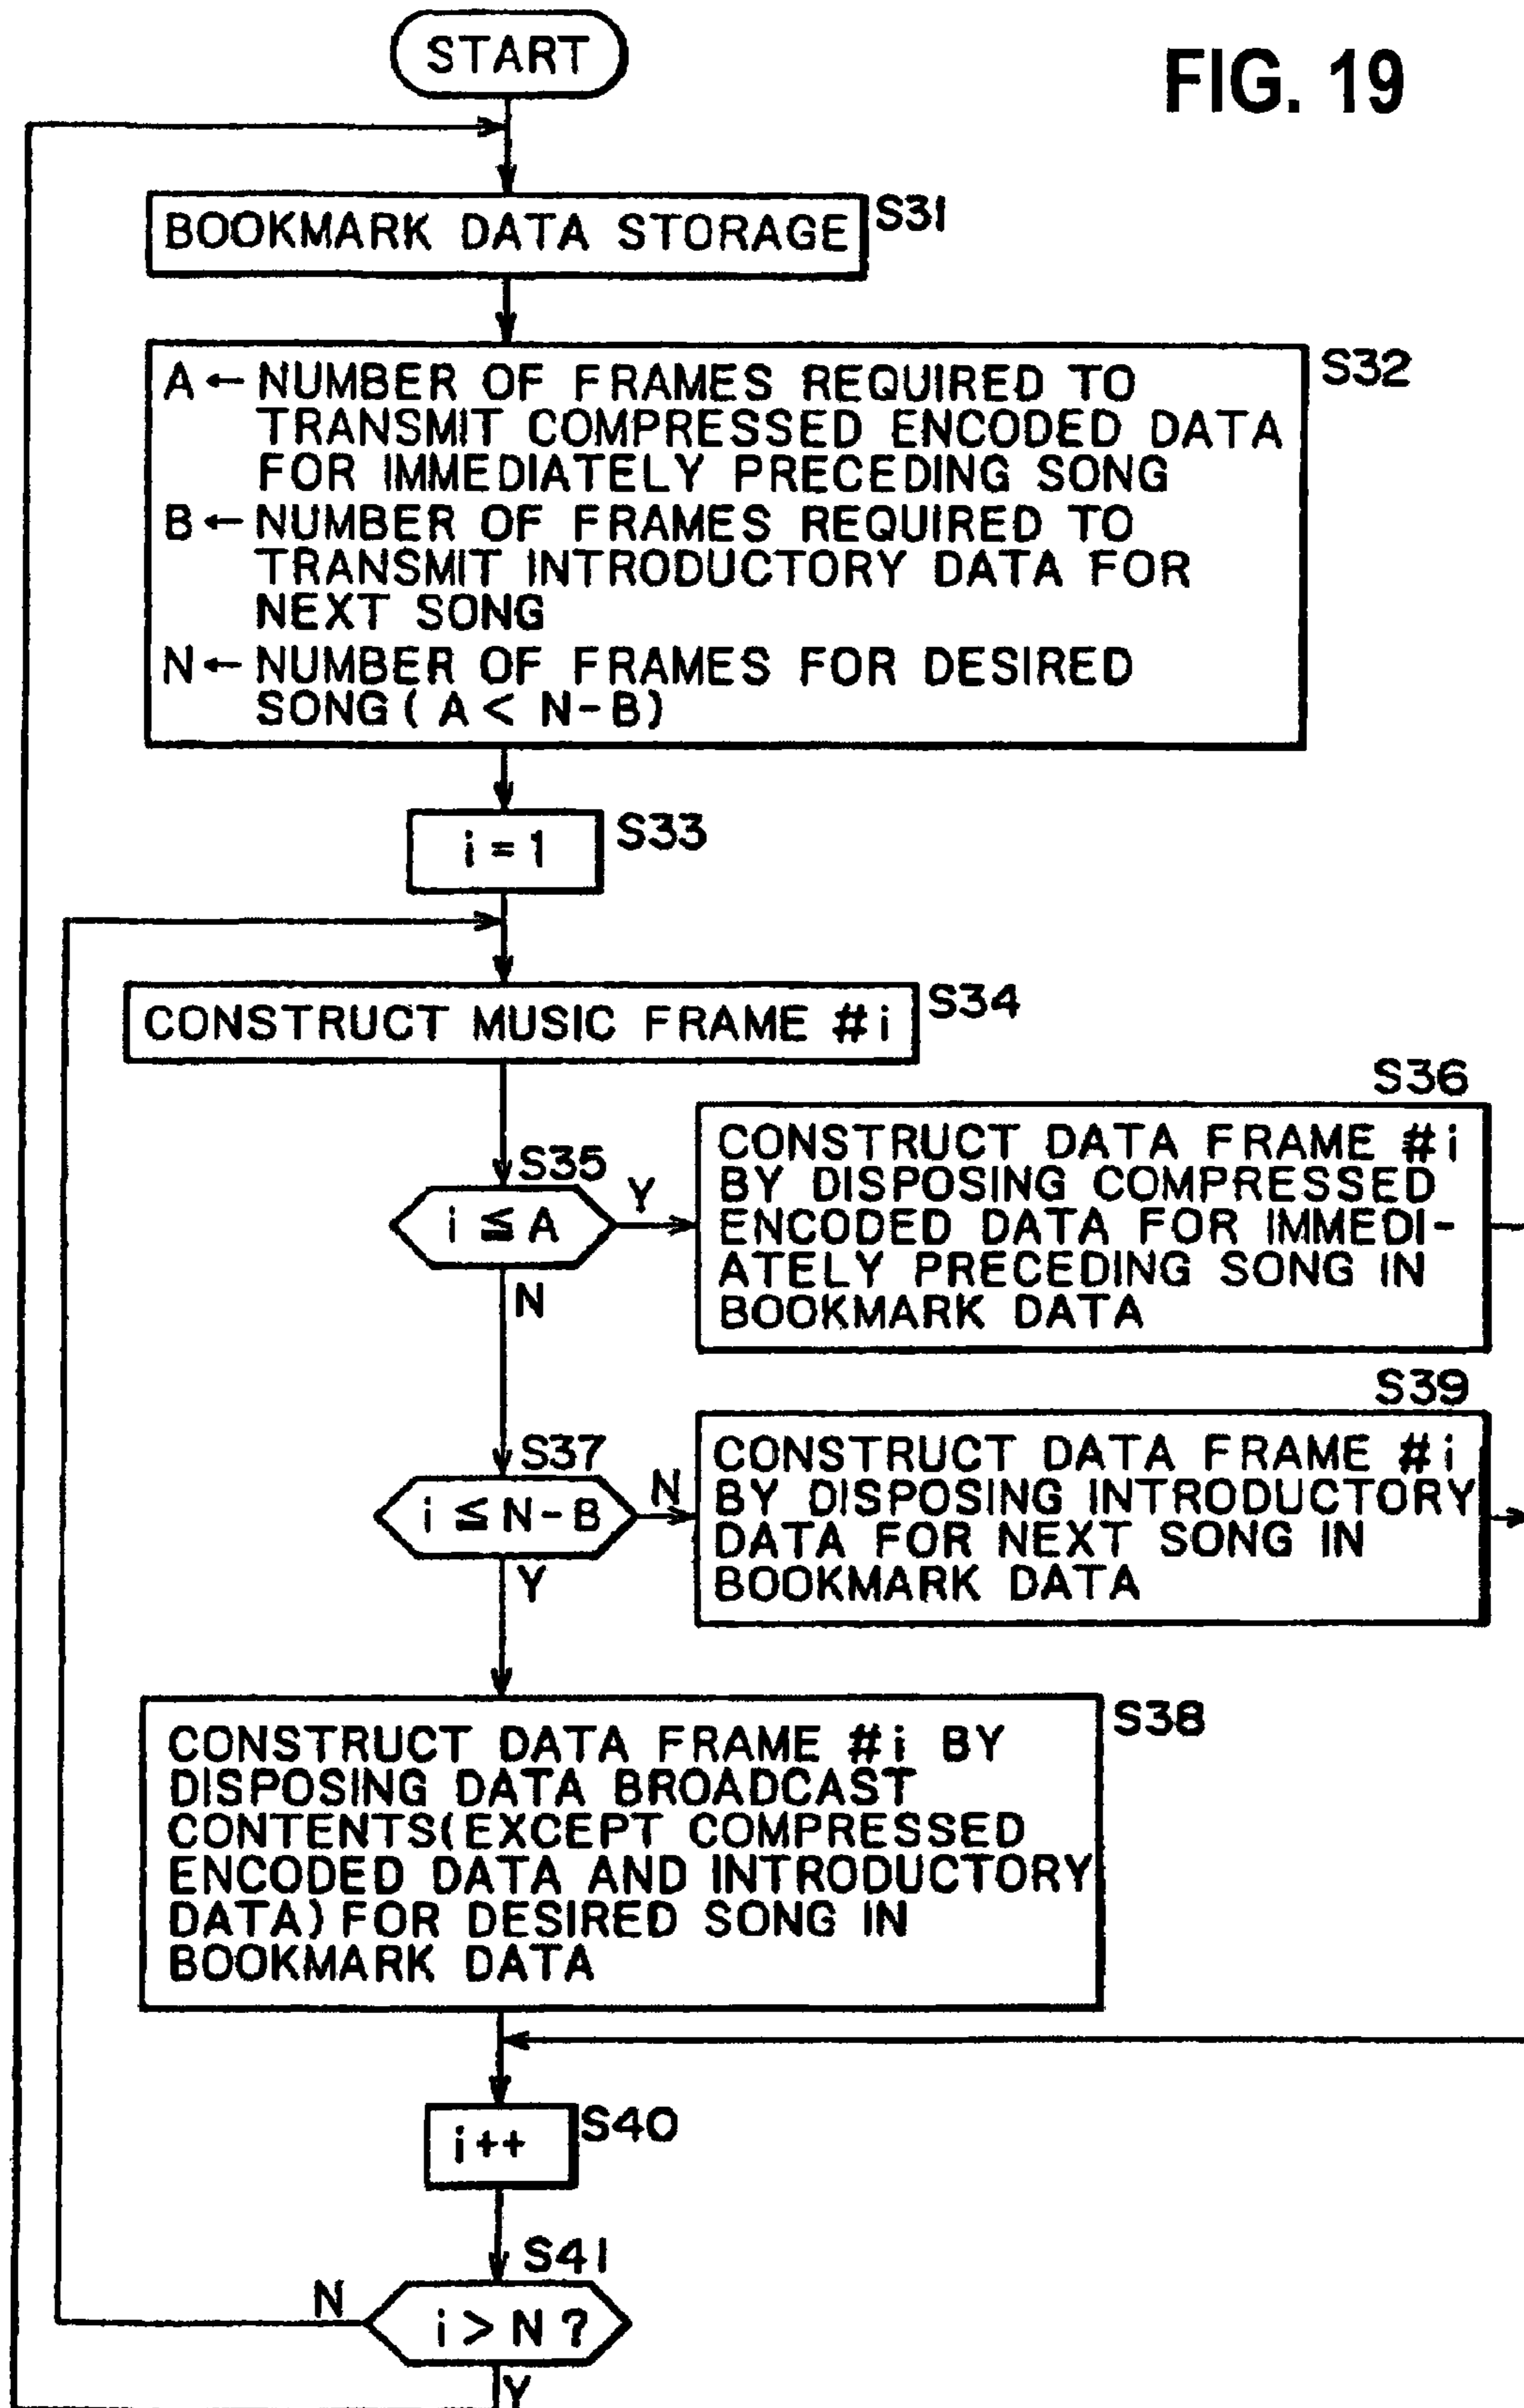 START
FIG. 19
BOOKMARK DATA STORAGE
S31
S32
A ← NUMBER OF FRAMES REQUIRED TO
TRANSMIT COMPRESSED ENCODED DATA
FOR IMMEDIATELY PRECEDING SONG
B ← NUMBER OF FRAMES REQUIRED TO
TRANSMIT INTRODUCTORY DATA FOR
NEXT SONG
N ← NUMBER OF FRAMES FOR DESIRED
SONG ( A < N-B)
i = 1
S33
CONSTRUCT MUSIC FRAME #i
S34
S35
i ≦ A
Y
N
S36
CONSTRUCT DATA FRAME #i
BY DISPOSING COMPRESSED
ENCODED DATA FOR IMMEDI-
ATELY PRECEDING SONG IN
BOOKMARK DATA
S37
i ≦ N-B
N
Y
S39
CONSTRUCT DATA FRAME #i
BY DISPOSING INTRODUCTORY
DATA FOR NEXT SONG IN
BOOKMARK DATA
S38
CONSTRUCT DATA FRAME #i BY
DISPOSING DATA BROADCAST
CONTENTS(EXCEPT COMPRESSED
ENCODED DATA AND INTRODUCTORY
DATA) FOR DESIRED SONG IN
BOOKMARK DATA
i++
S40
S41
N
i > N ?
Y